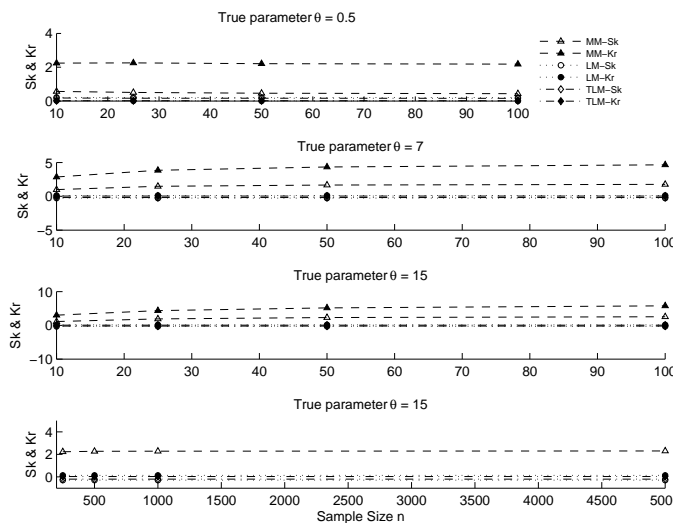 True parameter θ = 0.5
Sk & Kr
4
2
0
10 20 30 40 50 60 70 80 90 100
MM−Sk
MM−Kr
LM−Sk
LM−Kr
TLM−Sk
TLM−Kr
True parameter θ = 7
Sk & Kr
5
0
−5
10 20 30 40 50 60 70 80 90 100
True parameter θ = 15
Sk & Kr
10
0
−10
10 20 30 40 50 60 70 80 90 100
True parameter θ = 15
Sk & Kr
4
2
0
500 1000 1500 2000 2500 3000 3500 4000 4500 5000
Sample Size n